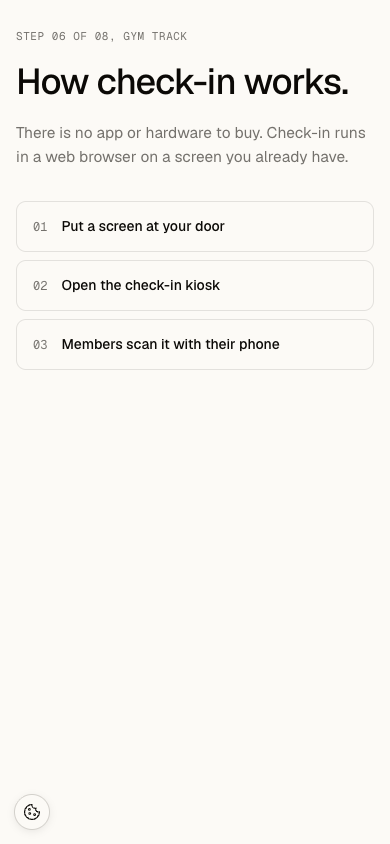 STEP 06 OF 08, GYM TRACK
How check-in works.
There is no app or hardware to buy. Check-in runs
in a web browser on a screen you already have.
01 Put a screen at your door
02 Open the check-in kiosk
03 Members scan it with their phone